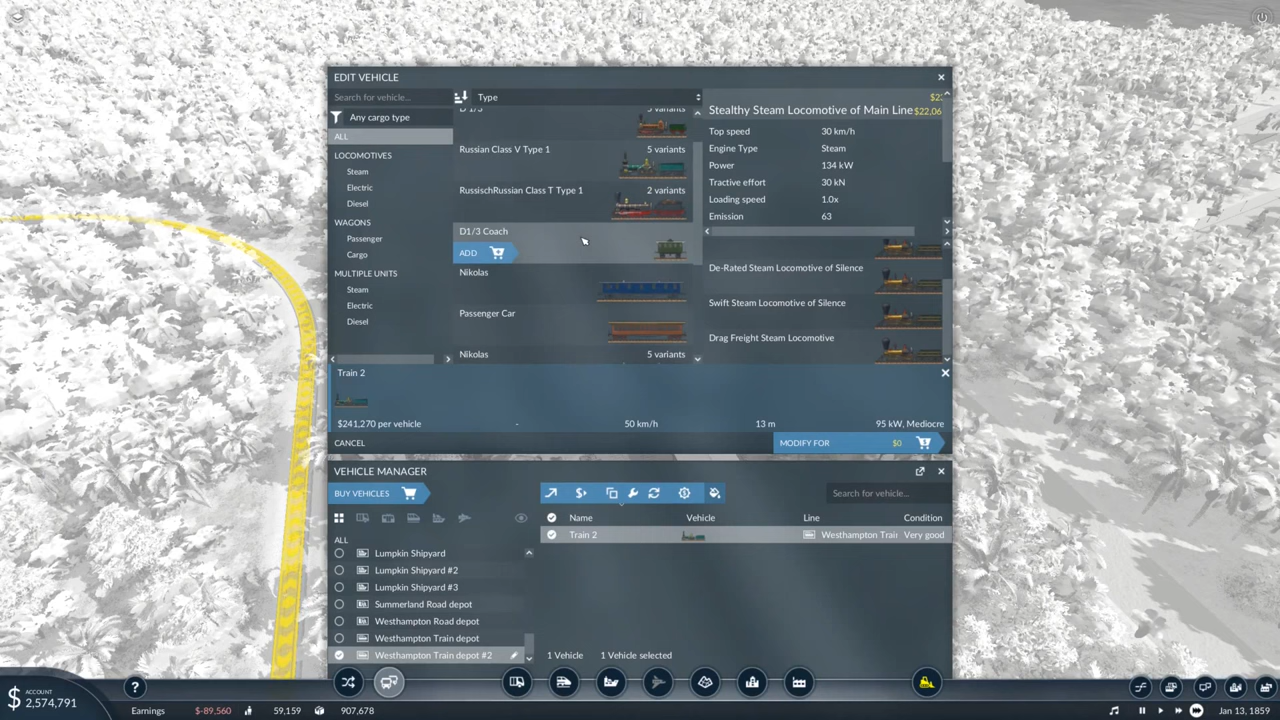 EDIT VEHICLE
Search for vehicle...
Type
Any cargo type
ALL
LOCOMOTIVES
Steam
Electric
Diesel
WAGONS
Passenger
Cargo
MULTIPLE UNITS
Steam
Electric
Diesel
D 1/3 5 variants
Russian Class V Type 1 5 variants
RussischRussian Class T Type 1 2 variants
D1/3 Coach
ADD
Nikolas
Passenger Car
Nikolas 5 variants
Stealthy Steam Locomotive of Main Line $22,06
Top speed 30 km/h
Engine Type Steam
Power 134 kW
Tractive effort 30 kN
Loading speed 1.0x
Emission 63
De-Rated Steam Locomotive of Silence
Swift Steam Locomotive of Silence
Drag Freight Steam Locomotive
Train 2
$241,270 per vehicle - 50 km/h 13 m 95 kW, Mediocre
CANCEL MODIFY FOR $0
VEHICLE MANAGER
BUY VEHICLES
Search for vehicle...
ALL
Lumpkin Shipyard
Lumpkin Shipyard #2
Lumpkin Shipyard #3
Summerland Road depot
Westhampton Road depot
Westhampton Train depot
Westhampton Train depot #2
Name Vehicle Line Condition
Train 2 Westhampton Trai Very good
1 Vehicle 1 Vehicle selected
ACCOUNT
$ 2,574,791
?
Earnings $-89,560 59,159 907,678 Jan 13, 1859